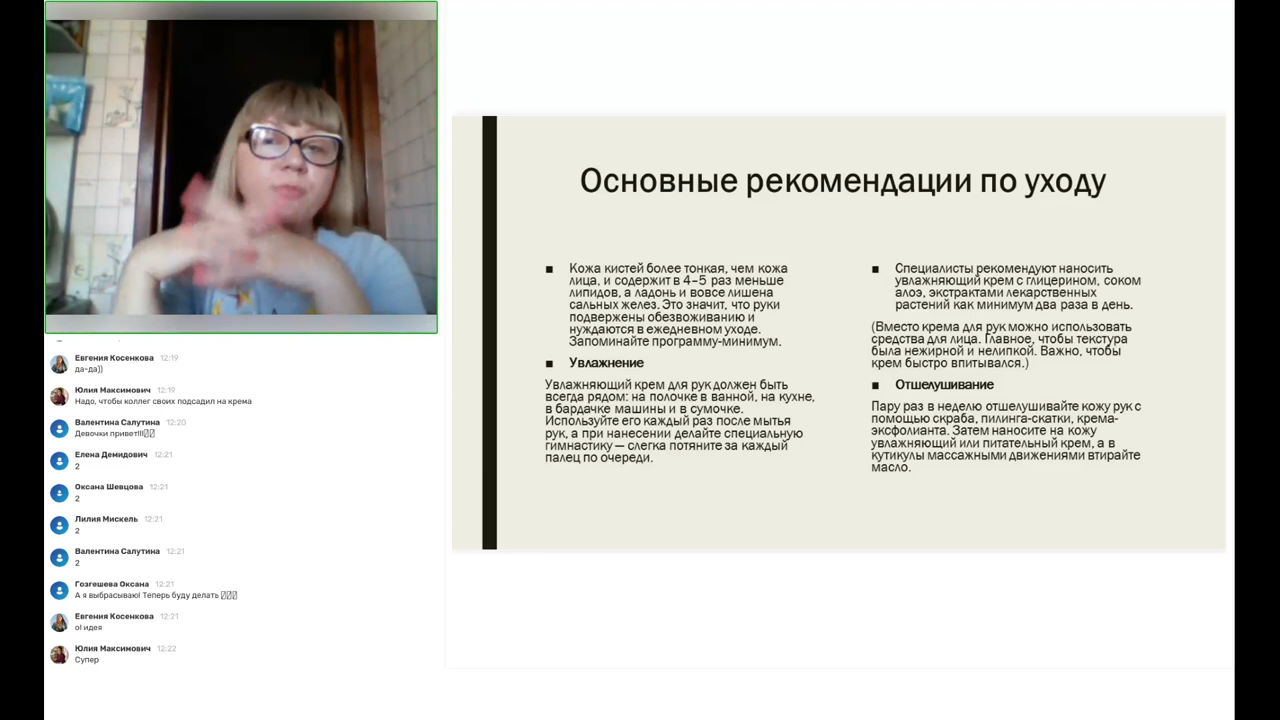 Евгения Косенкова 12:19
да-да))
Юлия Максимович 12:19
Надо, чтобы коллег своих подсадил на крема
Валентина Салутина 12:20
Девочки привет!!!
Елена Демидович 12:21
2
Оксана Шевцова 12:21
2
Лилия Мискель 12:21
2
Валентина Салутина 12:21
2
Гозгешева Оксана 12:21
А я выбрасываю! Теперь буду делать
Евгения Косенкова 12:21
о! идея
Юлия Максимович 12:22
Супер
Основные рекомендации по уходу
■ Кожа кистей более тонкая, чем кожа
лица, и содержит в 4–5 раз меньше
липидов, а ладонь и вовсе лишена
сальных желез. Это значит, что руки
подвержены обезвоживанию и
нуждаются в ежедневном уходе.
Запоминайте программу-минимум.
■ Увлажнение
Увлажняющий крем для рук должен быть
всегда рядом: на полочке в ванной, на кухне,
в бардачке машины и в сумочке.
Используйте его каждый раз после мытья
рук, а при нанесении делайте специальную
гимнастику — слегка потяните за каждый
палец по очереди.
■ Специалисты рекомендуют наносить
увлажняющий крем с глицерином, соком
алоэ, экстрактами лекарственных
растений как минимум два раза в день.
(Вместо крема для рук можно использовать
средства для лица. Главное, чтобы текстура
была нежирной и нелипкой. Важно, чтобы
крем быстро впитывался.)
■ Отшелушивание
Пару раз в неделю отшелушивайте кожу рук с
помощью скраба, пилинга-скатки, крема-
эксфолианта. Затем наносите на кожу
увлажняющий или питательный крем, а в
кутикулы массажными движениями втирайте
масло.